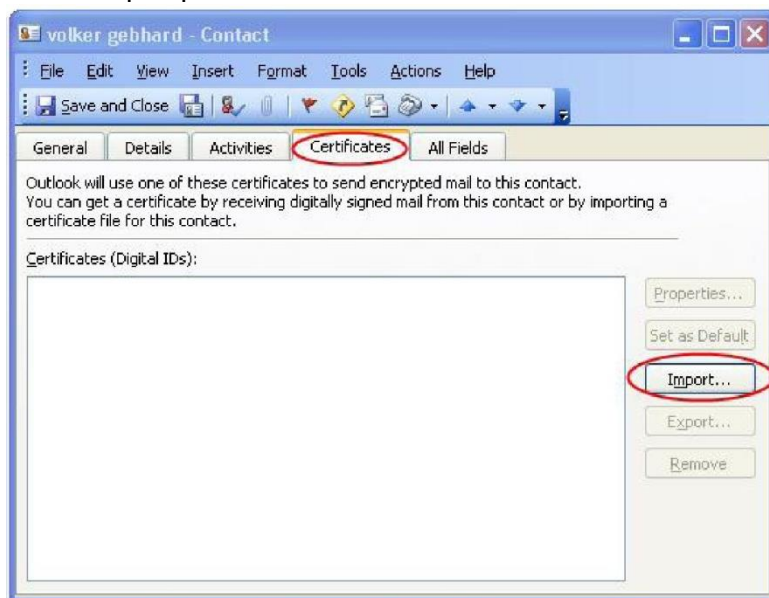 volker gebhard - Contact
File Edit View Insert Format Tools Actions Help
Save and Close
General Details Activities Certificates All Fields
Outlook will use one of these certificates to send encrypted mail to this contact.
You can get a certificate by receiving digitally signed mail from this contact or by importing a
certificate file for this contact.
Certificates (Digital IDs):
Properties...
Set as Default
Import...
Export...
Remove